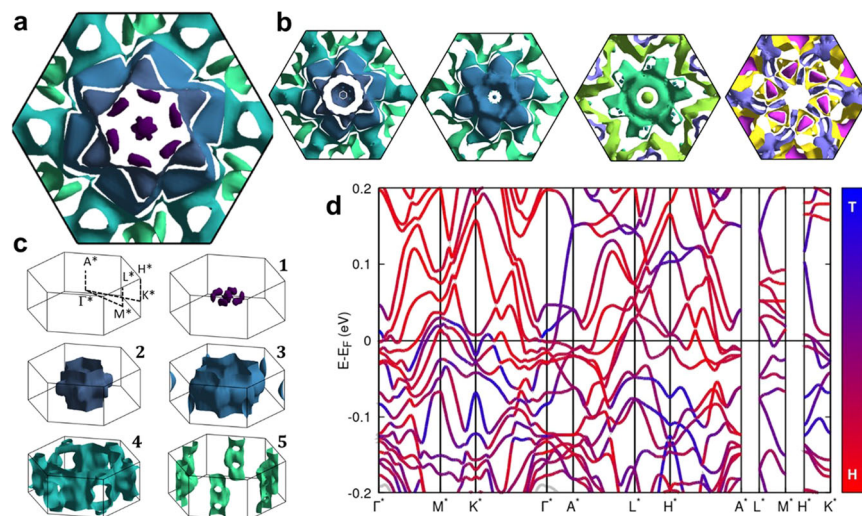 a
b
c
A* H*
L*
Γ* K*
M*
1
2
3
4
5
d
E-E_F (eV)
0.2
0.1
0
-0.1
-0.2
Γ* M* K* Γ* A* L* H* A* L* M* H* K*
T
H